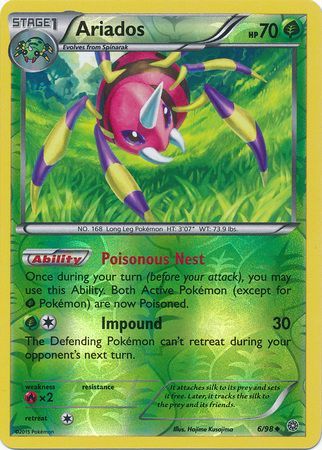 STAGE1
Ariados
HP 70
Evolves from Spinarak
NO. 168 Long Leg Pokémon HT: 3'07" WT: 73.9 lbs.
Ability Poisonous Nest
Once during your turn (before your attack), you may
use this Ability. Both Active Pokémon (except for
Pokémon) are now Poisoned.
Impound 30
The Defending Pokémon can't retreat during your
opponent's next turn.
weakness resistance
×2
It attaches silk to its prey and sets
it free. Later, it tracks the silk to
the prey and its friends.
retreat
©2015 Pokémon
Illus. Hajime Kusajima
6/98